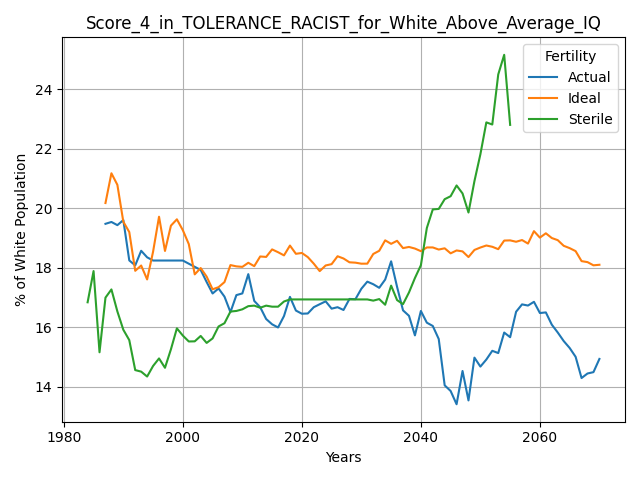 Score_4_in_TOLERANCE_RACIST_for_White_Above_Average_IQ
% of White Population
24
22
20
18
16
14
Fertility
Actual
Ideal
Sterile
1980
2000
2020
2040
2060
Years